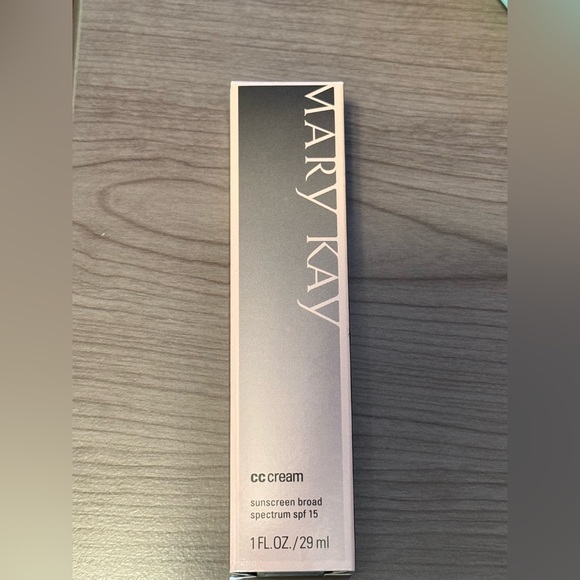 MARY KAY
cc cream
sunscreen broad
spectrum spf 15
1 FL.OZ./29 ml